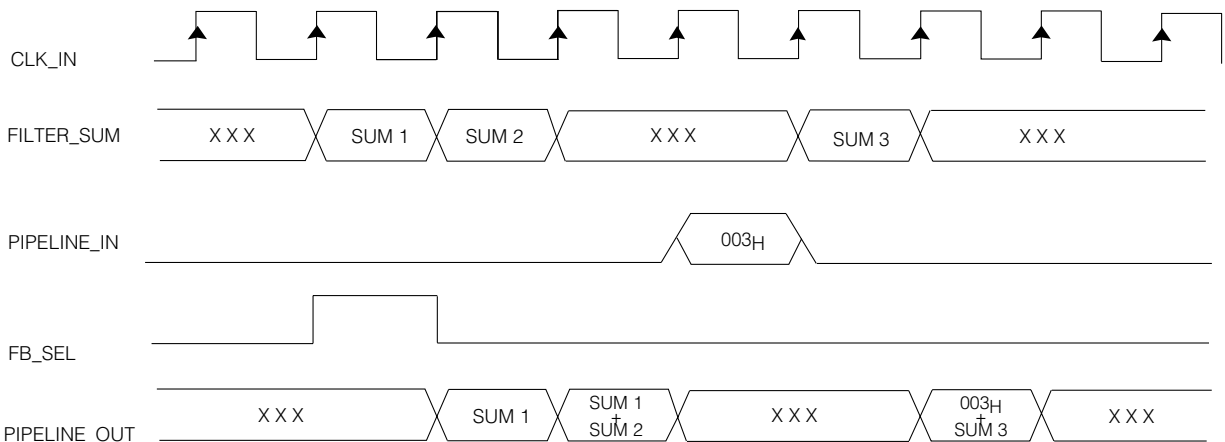 CLK_IN
FILTER_SUM
X X X
SUM 1
SUM 2
X X X
SUM 3
X X X
PIPELINE_IN
003H
FB_SEL
PIPELINE_OUT
X X X
SUM 1
SUM 1
+
SUM 2
X X X
003H
+
SUM 3
X X X